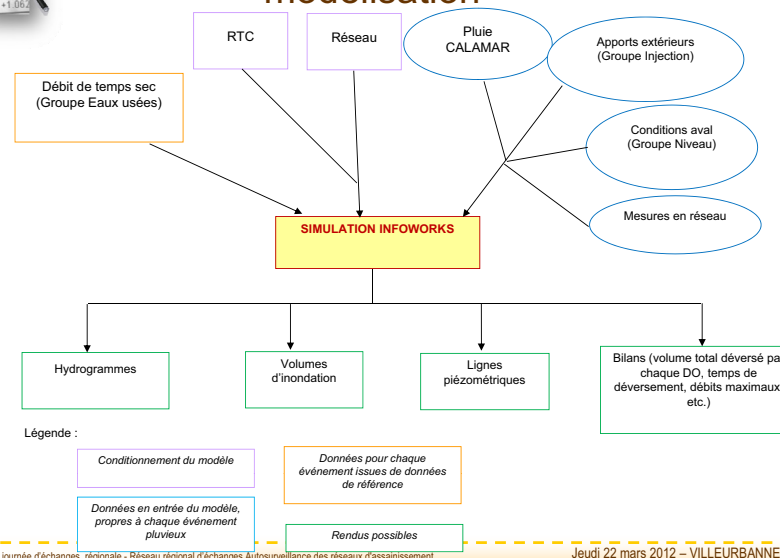 modélisation
+1.062
RTC
Réseau
Pluie
CALAMAR
Apports extérieurs
(Groupe Injection)
Débit de temps sec
(Groupe Eaux usées)
Conditions aval
(Groupe Niveau)
Mesures en réseau
SIMULATION INFOWORKS
Hydrogrammes
Volumes
d'inondation
Lignes
piézométriques
Bilans (volume total déversé pa
chaque DO, temps de
déversement, débits maximaux
etc.)
Légende :
Conditionnement du modèle
Données pour chaque
événement issues de données
de référence
Données en entrée du modèle,
propres à chaque événement
pluvieux
Rendus possibles
journée d'échanges régionale - Réseau régional d'échanges Autosurveillance des réseaux d'assainissement
Jeudi 22 mars 2012 – VILLEURBANNE